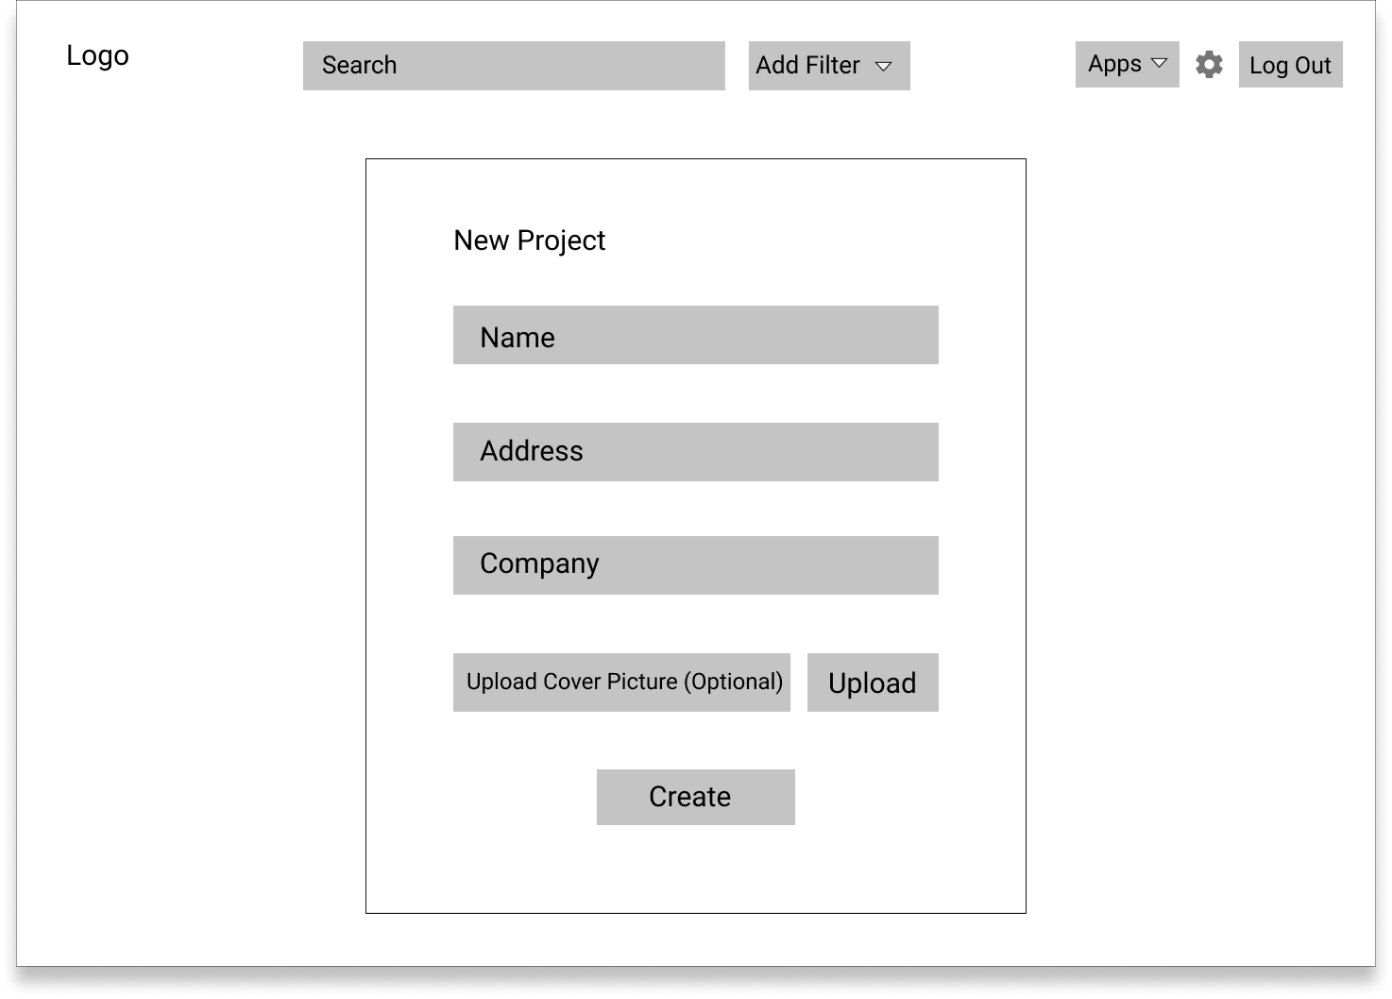 Logo
Search
Add Filter
Apps
Log Out
New Project
Name
Address
Company
Upload Cover Picture (Optional)
Upload
Create